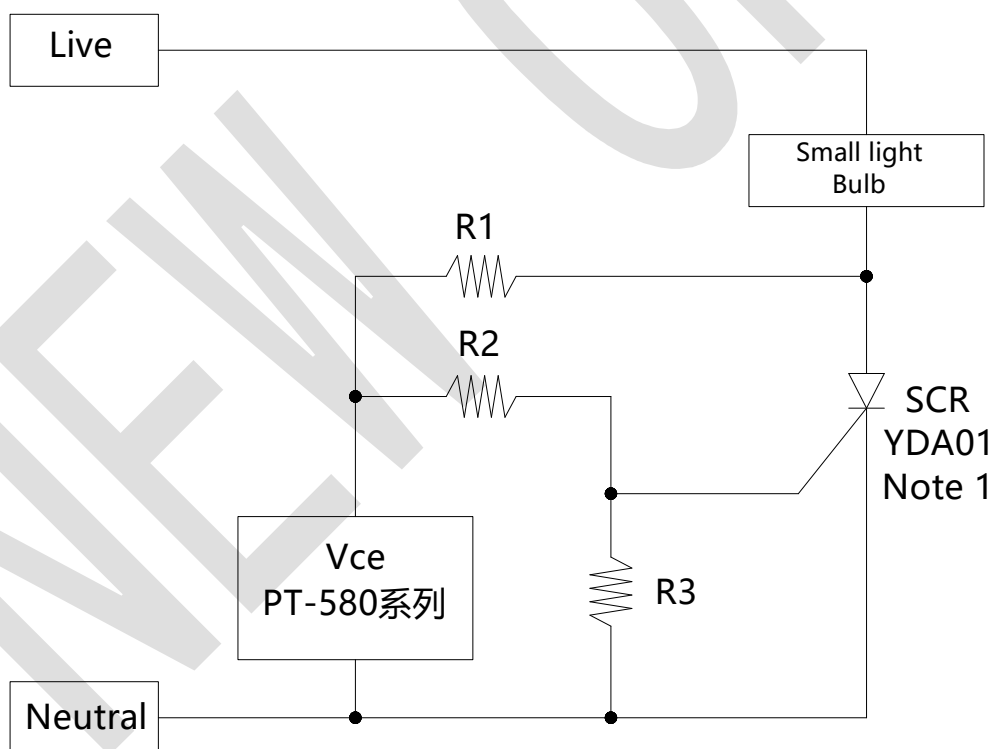 Live
Small light
Bulb
R1
R2
SCR
YDA01
Note 1
Vce
PT-580系列
R3
Neutral
NEW